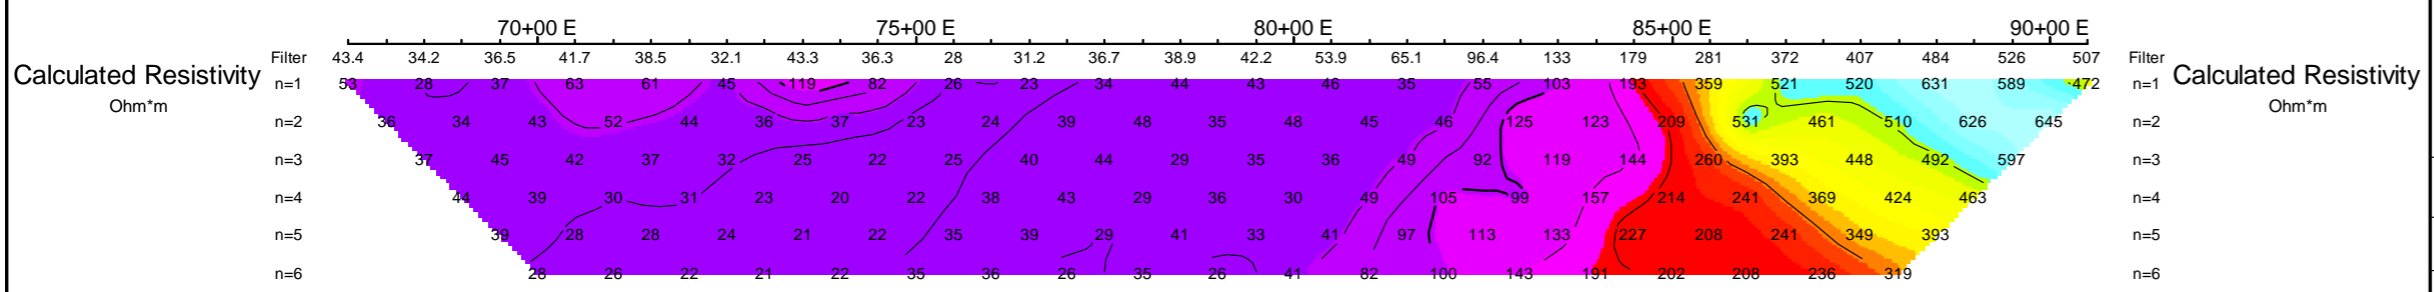 70+00 E 75+00 E 80+00 E 85+00 E 90+00 E
Filter 43.4 34.2 36.5 41.7 38.5 32.1 43.3 36.3 28 31.2 36.7 38.9 42.2 53.9 65.1 96.4 133 179 281 372 407 484 526 507 Filter
Calculated Resistivity n=1 53 28 37 63 61 45 119 82 26 23 34 44 43 46 35 55 103 193 359 521 520 631 589 472 n=1 Calculated Resistivity
Ohm*m Ohm*m
n=2 36 34 43 52 44 36 37 23 24 39 48 35 48 45 46 125 123 209 531 461 510 626 645 n=2
n=3 37 45 42 37 32 25 22 25 40 44 29 35 36 49 92 119 144 260 393 448 492 597 n=3
n=4 44 39 30 31 23 20 22 38 43 29 36 30 49 105 99 157 214 241 369 424 463 n=4
n=5 39 28 28 24 21 22 35 39 29 41 33 41 97 113 133 227 208 241 349 393 n=5
n=6 28 26 22 21 22 35 36 26 35 26 41 82 100 143 191 202 208 236 319 n=6